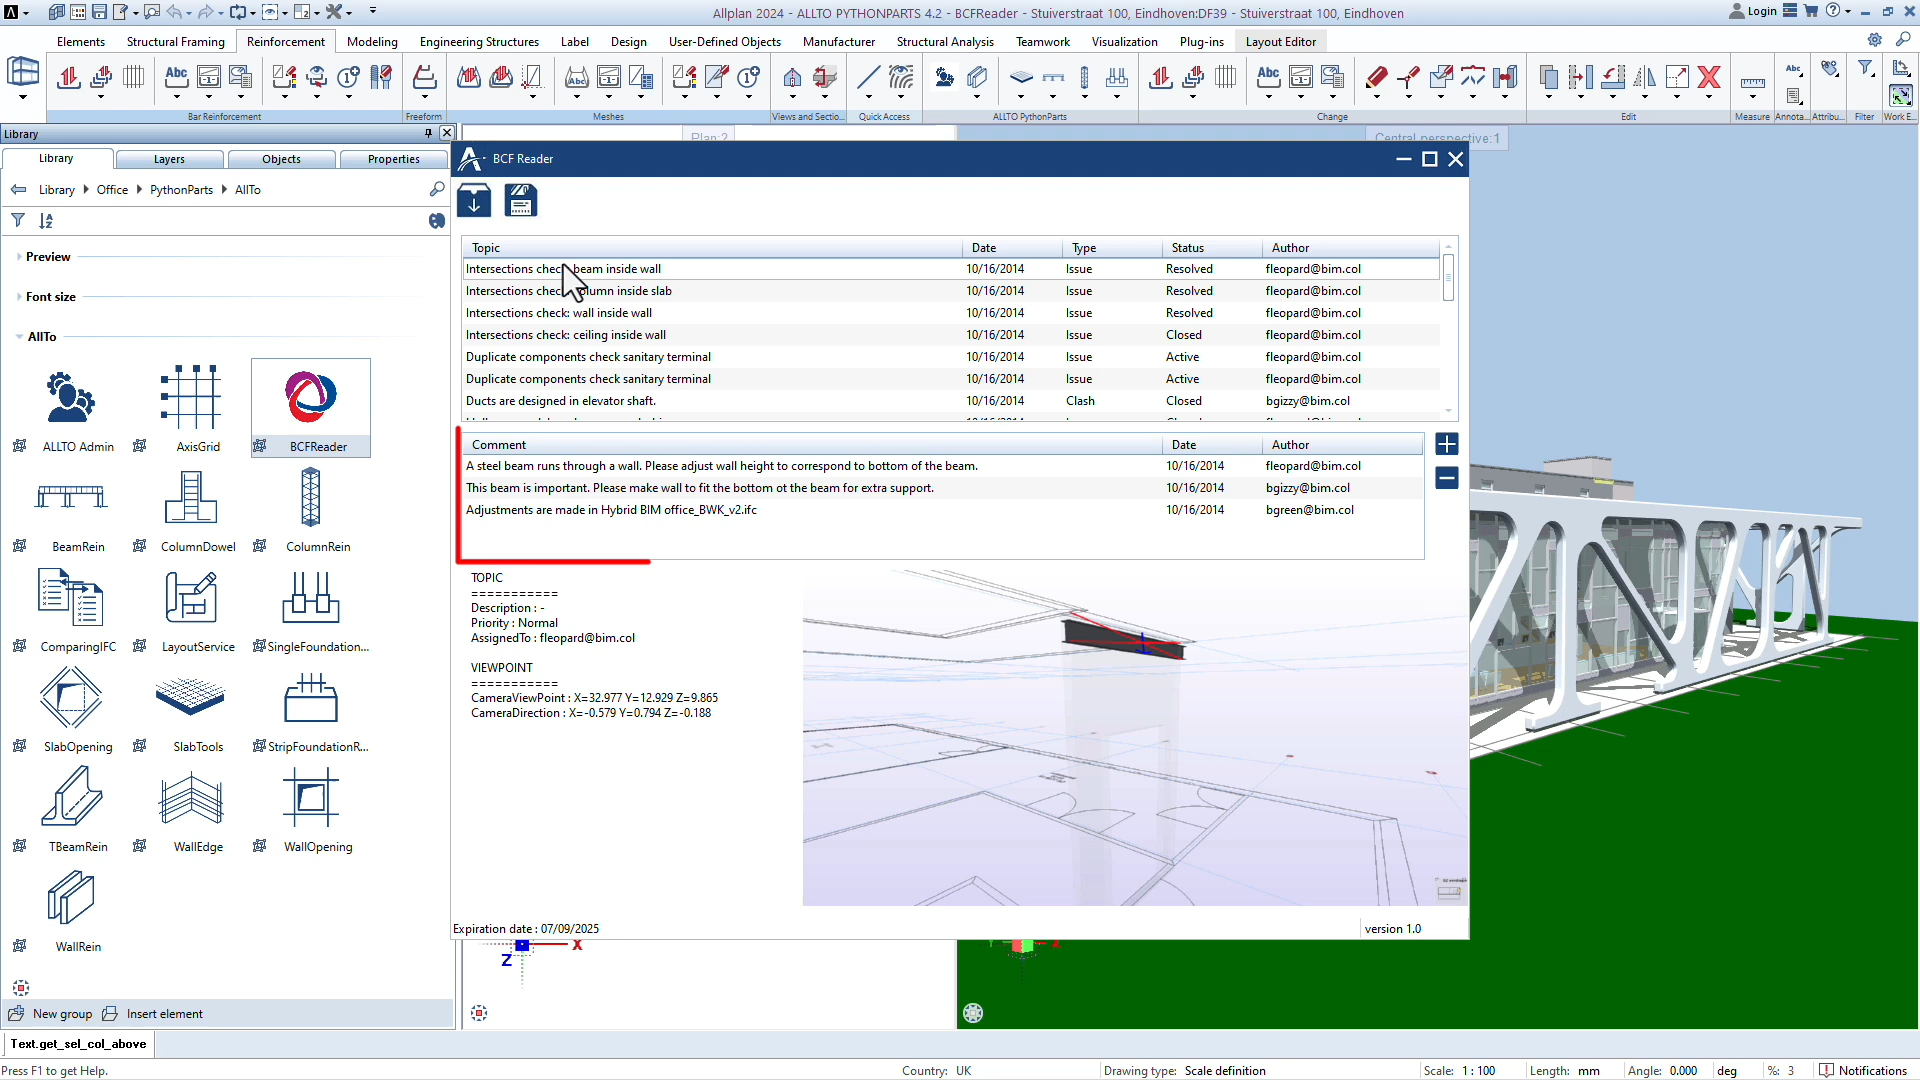 Allplan 2024 - ALLTO PYTHONPARTS 4.2 - BCFReader - Stuiverstraat 100, Eindhoven:DF39 - Stuiverstraat 100, Eindhoven
Login
Elements Structural Framing Reinforcement Modeling Engineering Structures Label Design User-Defined Objects Manufacturer Structural Analysis Teamwork Visualization Plug-ins Layout Editor
Bar Reinforcement Freeform Meshes Views and Sectio... Quick Access ALLTO PythonParts Change Edit Measure Annota... Attribu... Filter Work E...
Library
Plan:2
Central perspective:1
Library Layers Objects Properties
BCF Reader
Library Office PythonParts AllTo
Preview
Font size
AllTo
ALLTO Admin AxisGrid BCFReader
BeamRein ColumnDowel ColumnRein
ComparingIFC LayoutService SingleFoundation...
SlabOpening SlabTools StripFoundationR...
TBeamRein WallEdge WallOpening
WallRein
New group Insert element
Topic Date Type Status Author
Intersections chec beam inside wall 10/16/2014 Issue Resolved fleopard@bim.col
Intersections chec lumn inside slab 10/16/2014 Issue Resolved fleopard@bim.col
Intersections check: wall inside wall 10/16/2014 Issue Resolved fleopard@bim.col
Intersections check: ceiling inside wall 10/16/2014 Issue Closed fleopard@bim.col
Duplicate components check sanitary terminal 10/16/2014 Issue Active fleopard@bim.col
Duplicate components check sanitary terminal 10/16/2014 Issue Active fleopard@bim.col
Ducts are designed in elevator shaft. 10/16/2014 Clash Closed bgizzy@bim.col
Comment Date Author
A steel beam runs through a wall. Please adjust wall height to correspond to bottom of the beam. 10/16/2014 fleopard@bim.col
This beam is important. Please make wall to fit the bottom ot the beam for extra support. 10/16/2014 bgizzy@bim.col
Adjustments are made in Hybrid BIM office_BWK_v2.ifc 10/16/2014 bgreen@bim.col
TOPIC
===========
Description : -
Priority : Normal
AssignedTo : fleopard@bim.col
VIEWPOINT
===========
CameraViewPoint : X=32.977 Y=12.929 Z=9.865
CameraDirection : X=-0.579 Y=0.794 Z=-0.188
Expiration date : 07/09/2025
version 1.0
X
Z
Text.get_sel_col_above
Press F1 to get Help. Country: UK Drawing type: Scale definition Scale: 1 : 100 Length: mm Angle: 0.000 deg %: 3 Notifications